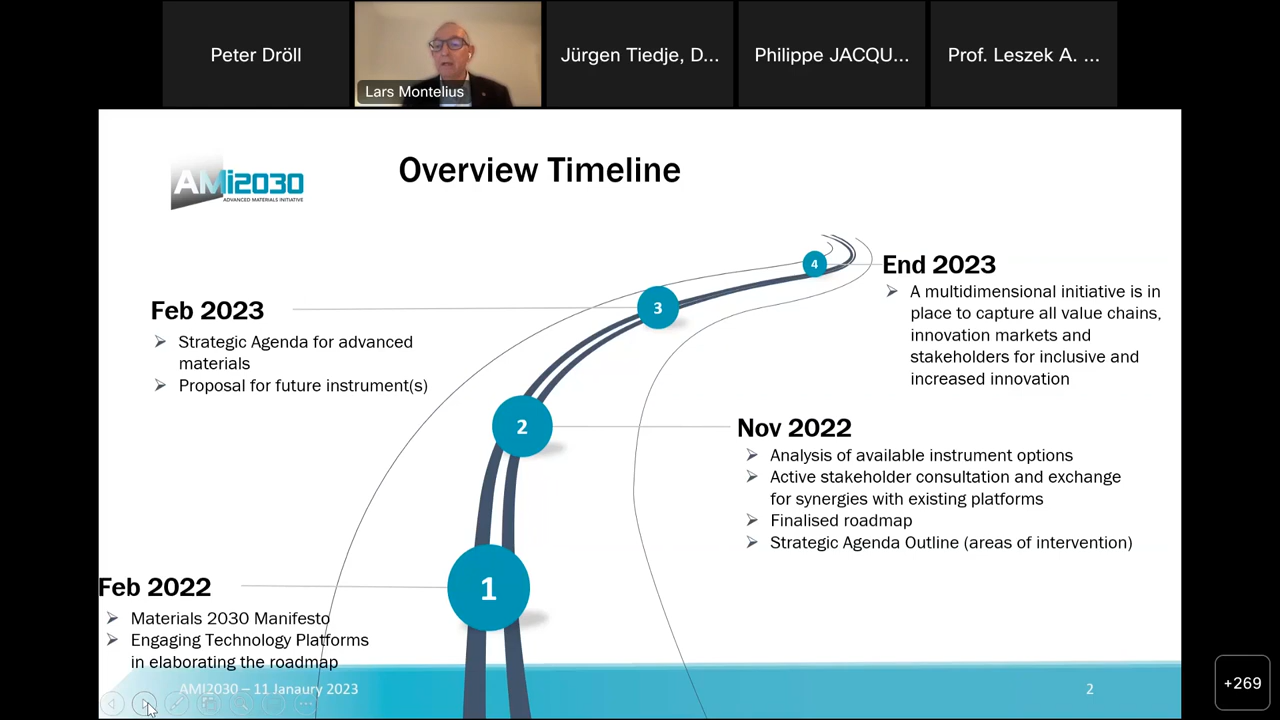 Peter Dröll
Lars Montelius
Jürgen Tiedje, D...
Philippe JACQU...
Prof. Leszek A. ...
AMi2030
ADVANCED MATERIALS INITIATIVE
Overview Timeline
4
End 2023
A multidimensional initiative is in
place to capture all value chains,
innovation markets and
stakeholders for inclusive and
increased innovation
Feb 2023
3
Strategic Agenda for advanced
materials
Proposal for future instrument(s)
2
Nov 2022
Analysis of available instrument options
Active stakeholder consultation and exchange
for synergies with existing platforms
Finalised roadmap
Strategic Agenda Outline (areas of intervention)
Feb 2022
1
Materials 2030 Manifesto
Engaging Technology Platforms
in elaborating the roadmap
AMI2030 – 11 Janaury 2023
2
+269